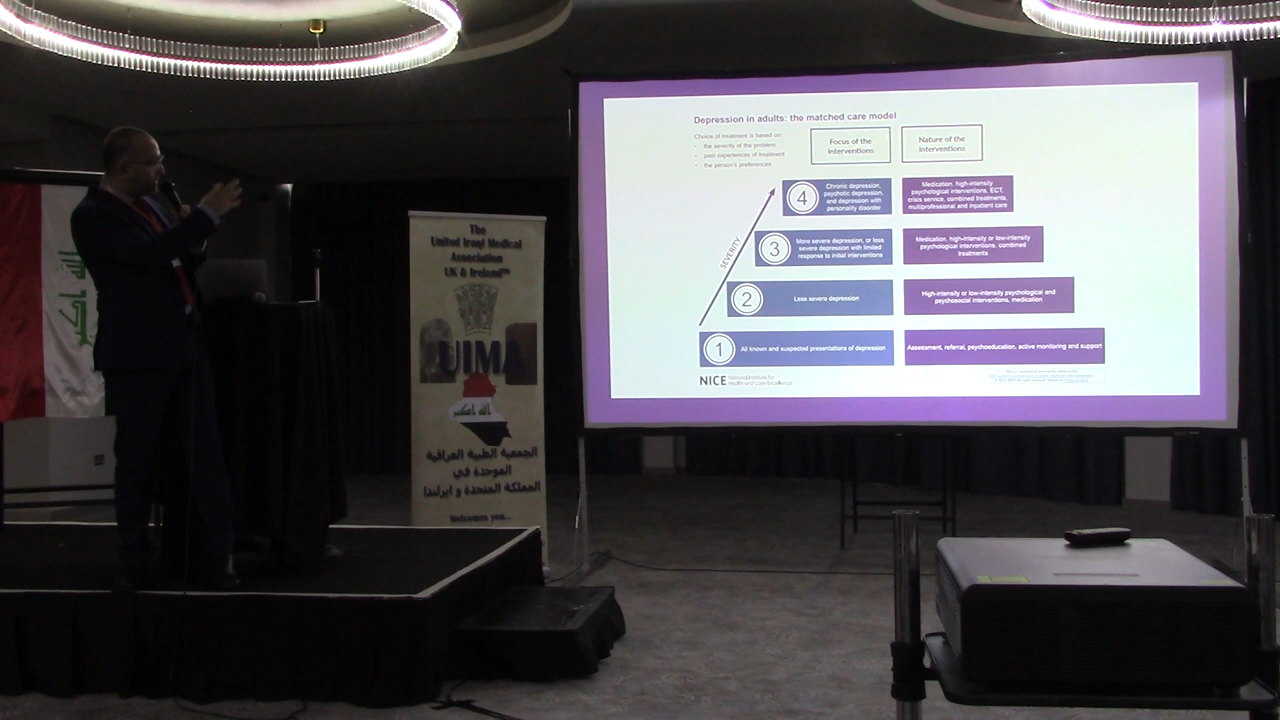 The
United Iraqi Medical
Association
UK & Ireland
UIMA
الله اكبر
الجمعية الطبية العراقية
الموحدة في
المملكة المتحدة و ايرلندا
Welcomes you...
الله اكبر
Depression in adults: the matched care model
Choice of treatment is based on:
• the severity of the problem
• past experiences of treatment
• the person's preferences
Focus of the
interventions
Nature of the
interventions
SEVERITY
4
Chronic depression,
psychotic depression,
and depression with
personality disorder
Medication, high-intensity
psychological interventions, ECT,
crisis service, combined treatments,
multiprofessional and inpatient care
3
More severe depression, or less
severe depression with limited
response to initial interventions
Medication, high-intensity or low-intensity
psychological interventions, combined
treatments
2
Less severe depression
High-intensity or low-intensity psychological and
psychosocial interventions, medication
1
All known and suspected presentations of depression
Assessment, referral, psychoeducation, active monitoring and support
NICE National Institute for
Health and Care Excellence